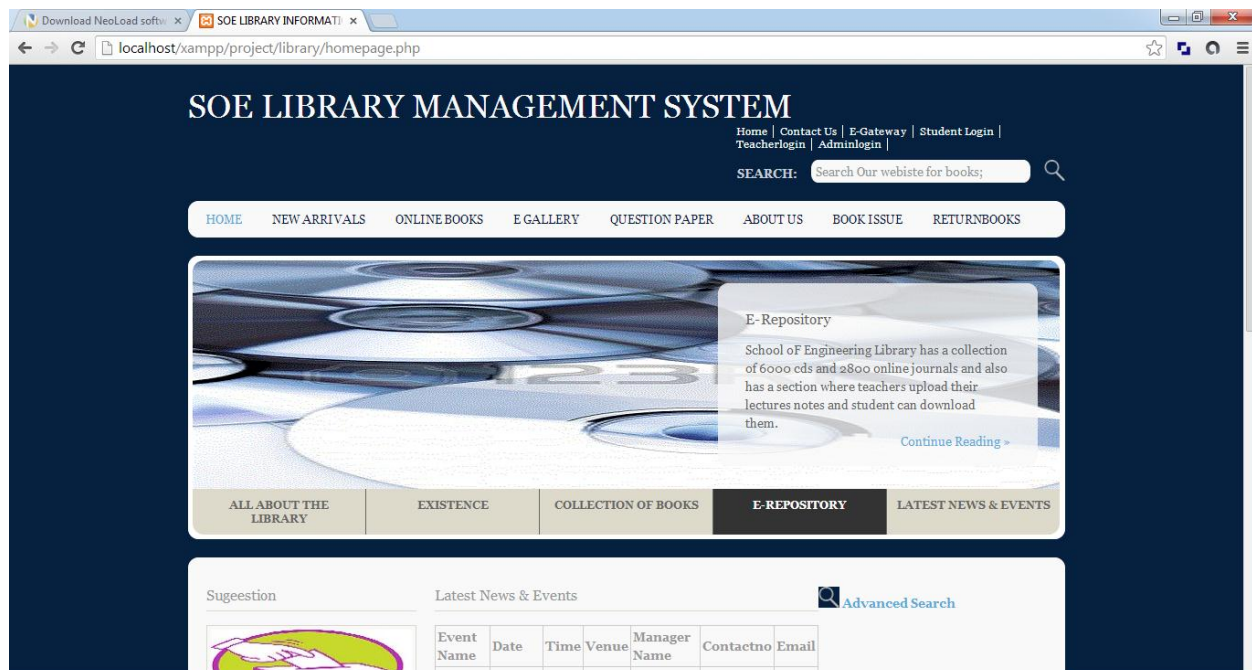 Download NeoLoad softw
SOE LIBRARY INFORMATI
localhost/xampp/project/library/homepage.php
SOE LIBRARY MANAGEMENT SYSTEM
Home | Contact Us | E-Gateway | Student Login |
Teacherlogin | Adminlogin |
SEARCH: Search Our webiste for books;
HOME NEW ARRIVALS ONLINE BOOKS E GALLERY QUESTION PAPER ABOUT US BOOK ISSUE RETURNBOOKS
E-Repository
School oF Engineering Library has a collection
of 6000 cds and 2800 online journals and also
has a section where teachers upload their
lectures notes and student can download
them.
Continue Reading »
ALL ABOUT THE
LIBRARY
EXISTENCE
COLLECTION OF BOOKS
E-REPOSITORY
LATEST NEWS & EVENTS
Sugeestion
Latest News & Events
Advanced Search
Event
Name
Date
Time
Venue
Manager
Name
Contactno
Email